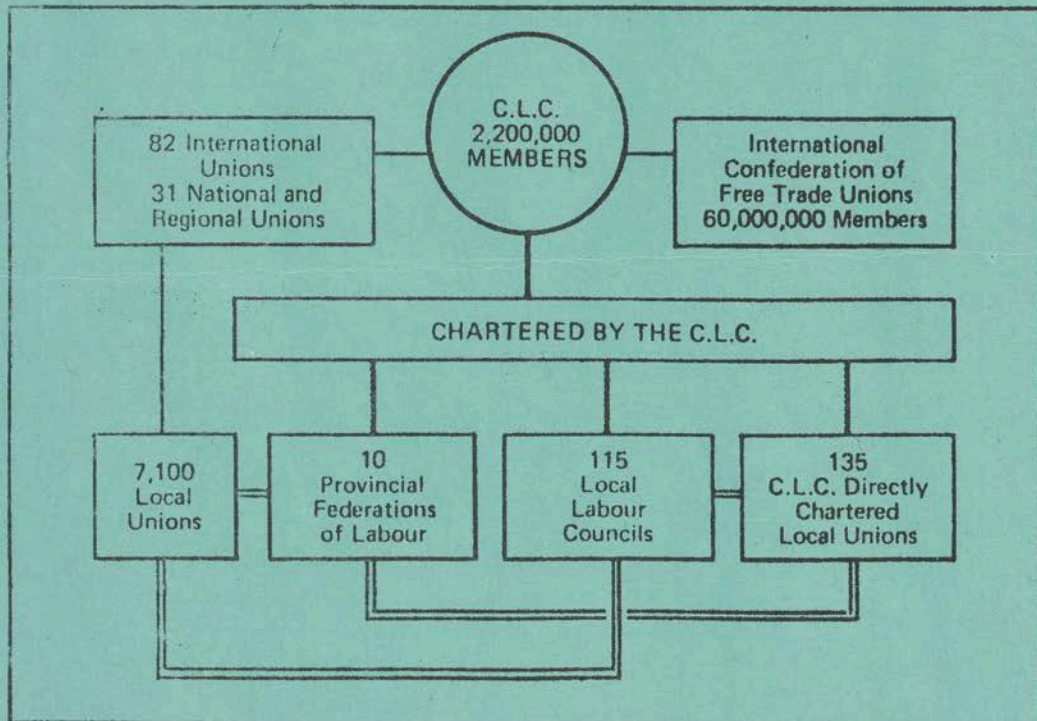 C.L.C.
2,200,000
MEMBERS
82 International
Unions
31 National and
Regional Unions
International
Confederation of
Free Trade Unions
60,000,000 Members
CHARTERED BY THE C.L.C.
7,100
Local
Unions
10
Provincial
Federations
of Labour
115
Local
Labour
Councils
135
C.L.C. Directly
Chartered
Local Unions